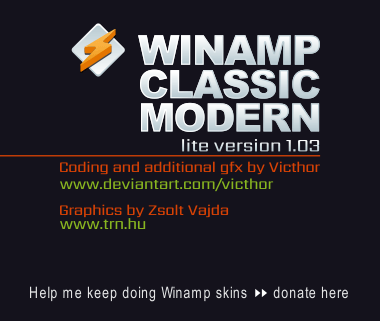 WINAMP
CLASSIC
MODERN
lite version 1.03
Coding and additional gfx by Victhor
www.deviantart.com/victhor
Graphics by Zsolt Vajda
www.trn.hu
Help me keep doing Winamp skins donate here